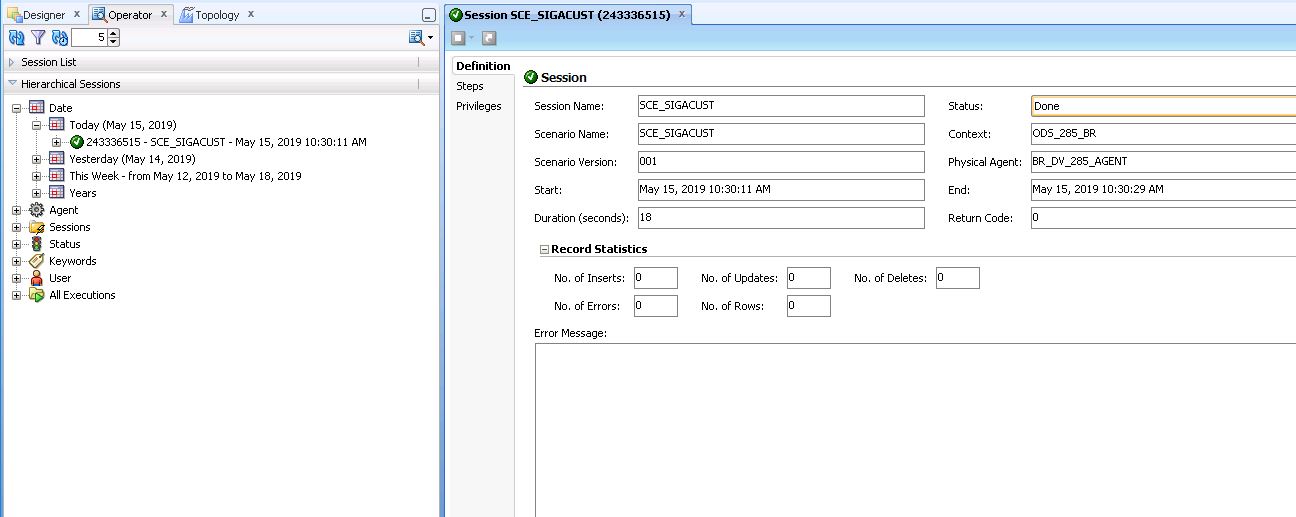 Designer x Operator x Topology x
5
Session List
Hierarchical Sessions
Date
Today (May 15, 2019)
243336515 - SCE_SIGACUST - May 15, 2019 10:30:11 AM
Yesterday (May 14, 2019)
This Week - from May 12, 2019 to May 18, 2019
Years
Agent
Sessions
Status
Keywords
User
All Executions
Session SCE_SIGACUST (243336515) x
Definition
Steps
Privileges
Session
Session Name: SCE_SIGACUST Status: Done
Scenario Name: SCE_SIGACUST Context: ODS_285_BR
Scenario Version: 001 Physical Agent: BR_DV_285_AGENT
Start: May 15, 2019 10:30:11 AM End: May 15, 2019 10:30:29 AM
Duration (seconds): 18 Return Code: 0
Record Statistics
No. of Inserts: 0 No. of Updates: 0 No. of Deletes: 0
No. of Errors: 0 No. of Rows: 0
Error Message: